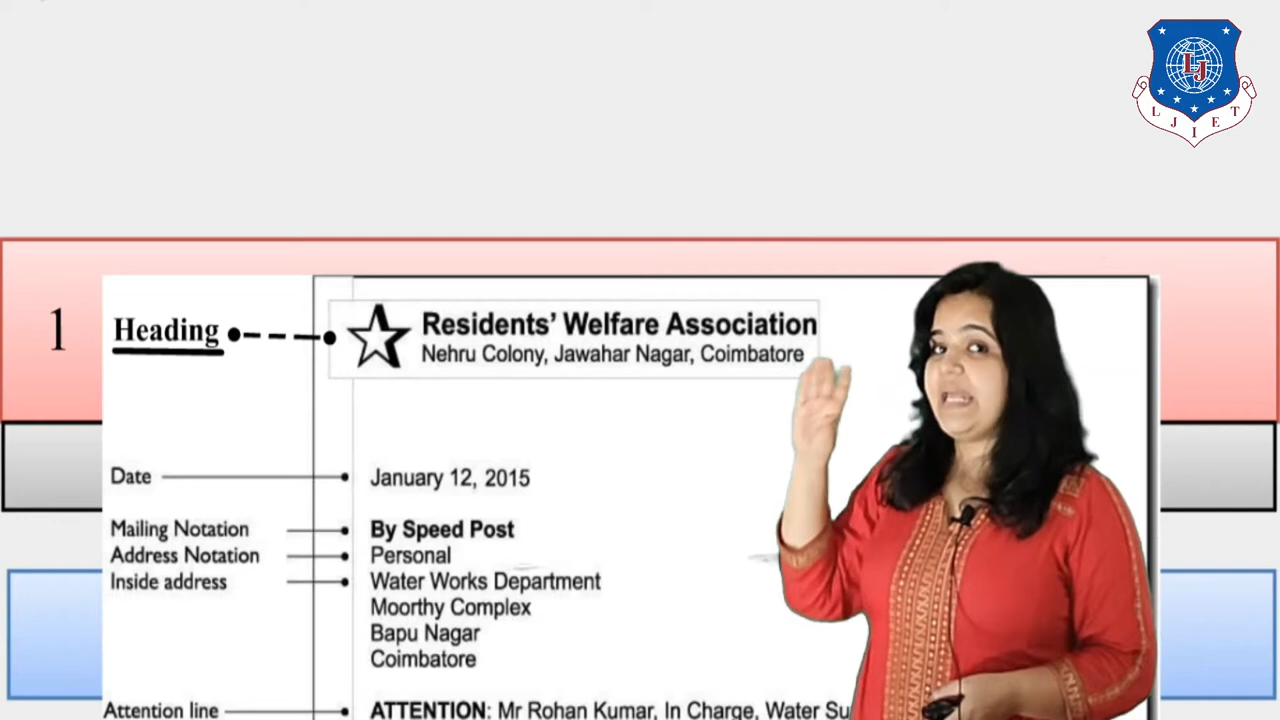 L J I E T
1
Heading
Residents' Welfare Association
Nehru Colony, Jawahar Nagar, Coimbatore
Date
January 12, 2015
Mailing Notation
By Speed Post
Address Notation
Personal
Inside address
Water Works Department
Moorthy Complex
Bapu Nagar
Coimbatore
Attention line
ATTENTION: Mr Rohan Kumar, In Charge, Water Su